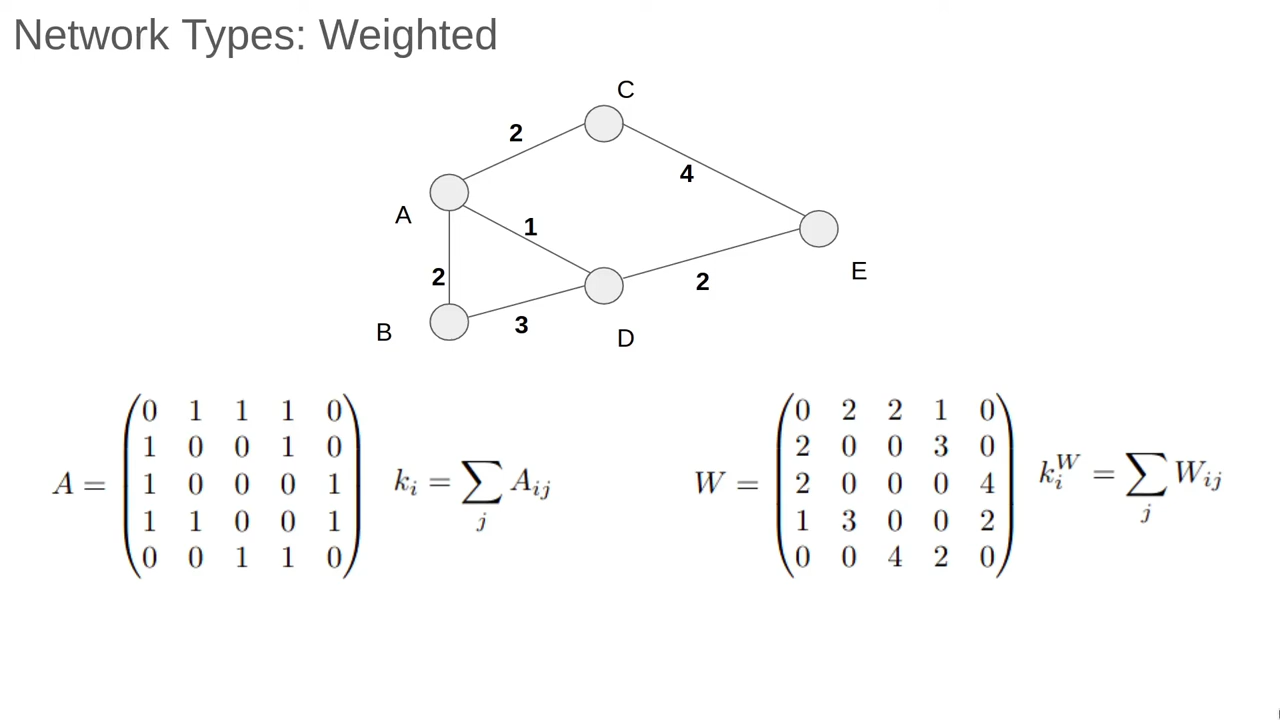 Network Types: Weighted
C
2
4
A
1
E
2
2
B
3
D
A = (0 1 1 1 0
1 0 0 1 0
1 0 0 0 1
1 1 0 0 1
0 0 1 1 0)
k_i = ∑_j A_ij
W = (0 2 2 1 0
2 0 0 3 0
2 0 0 0 4
1 3 0 0 2
0 0 4 2 0)
k_i^W = ∑_j W_ij